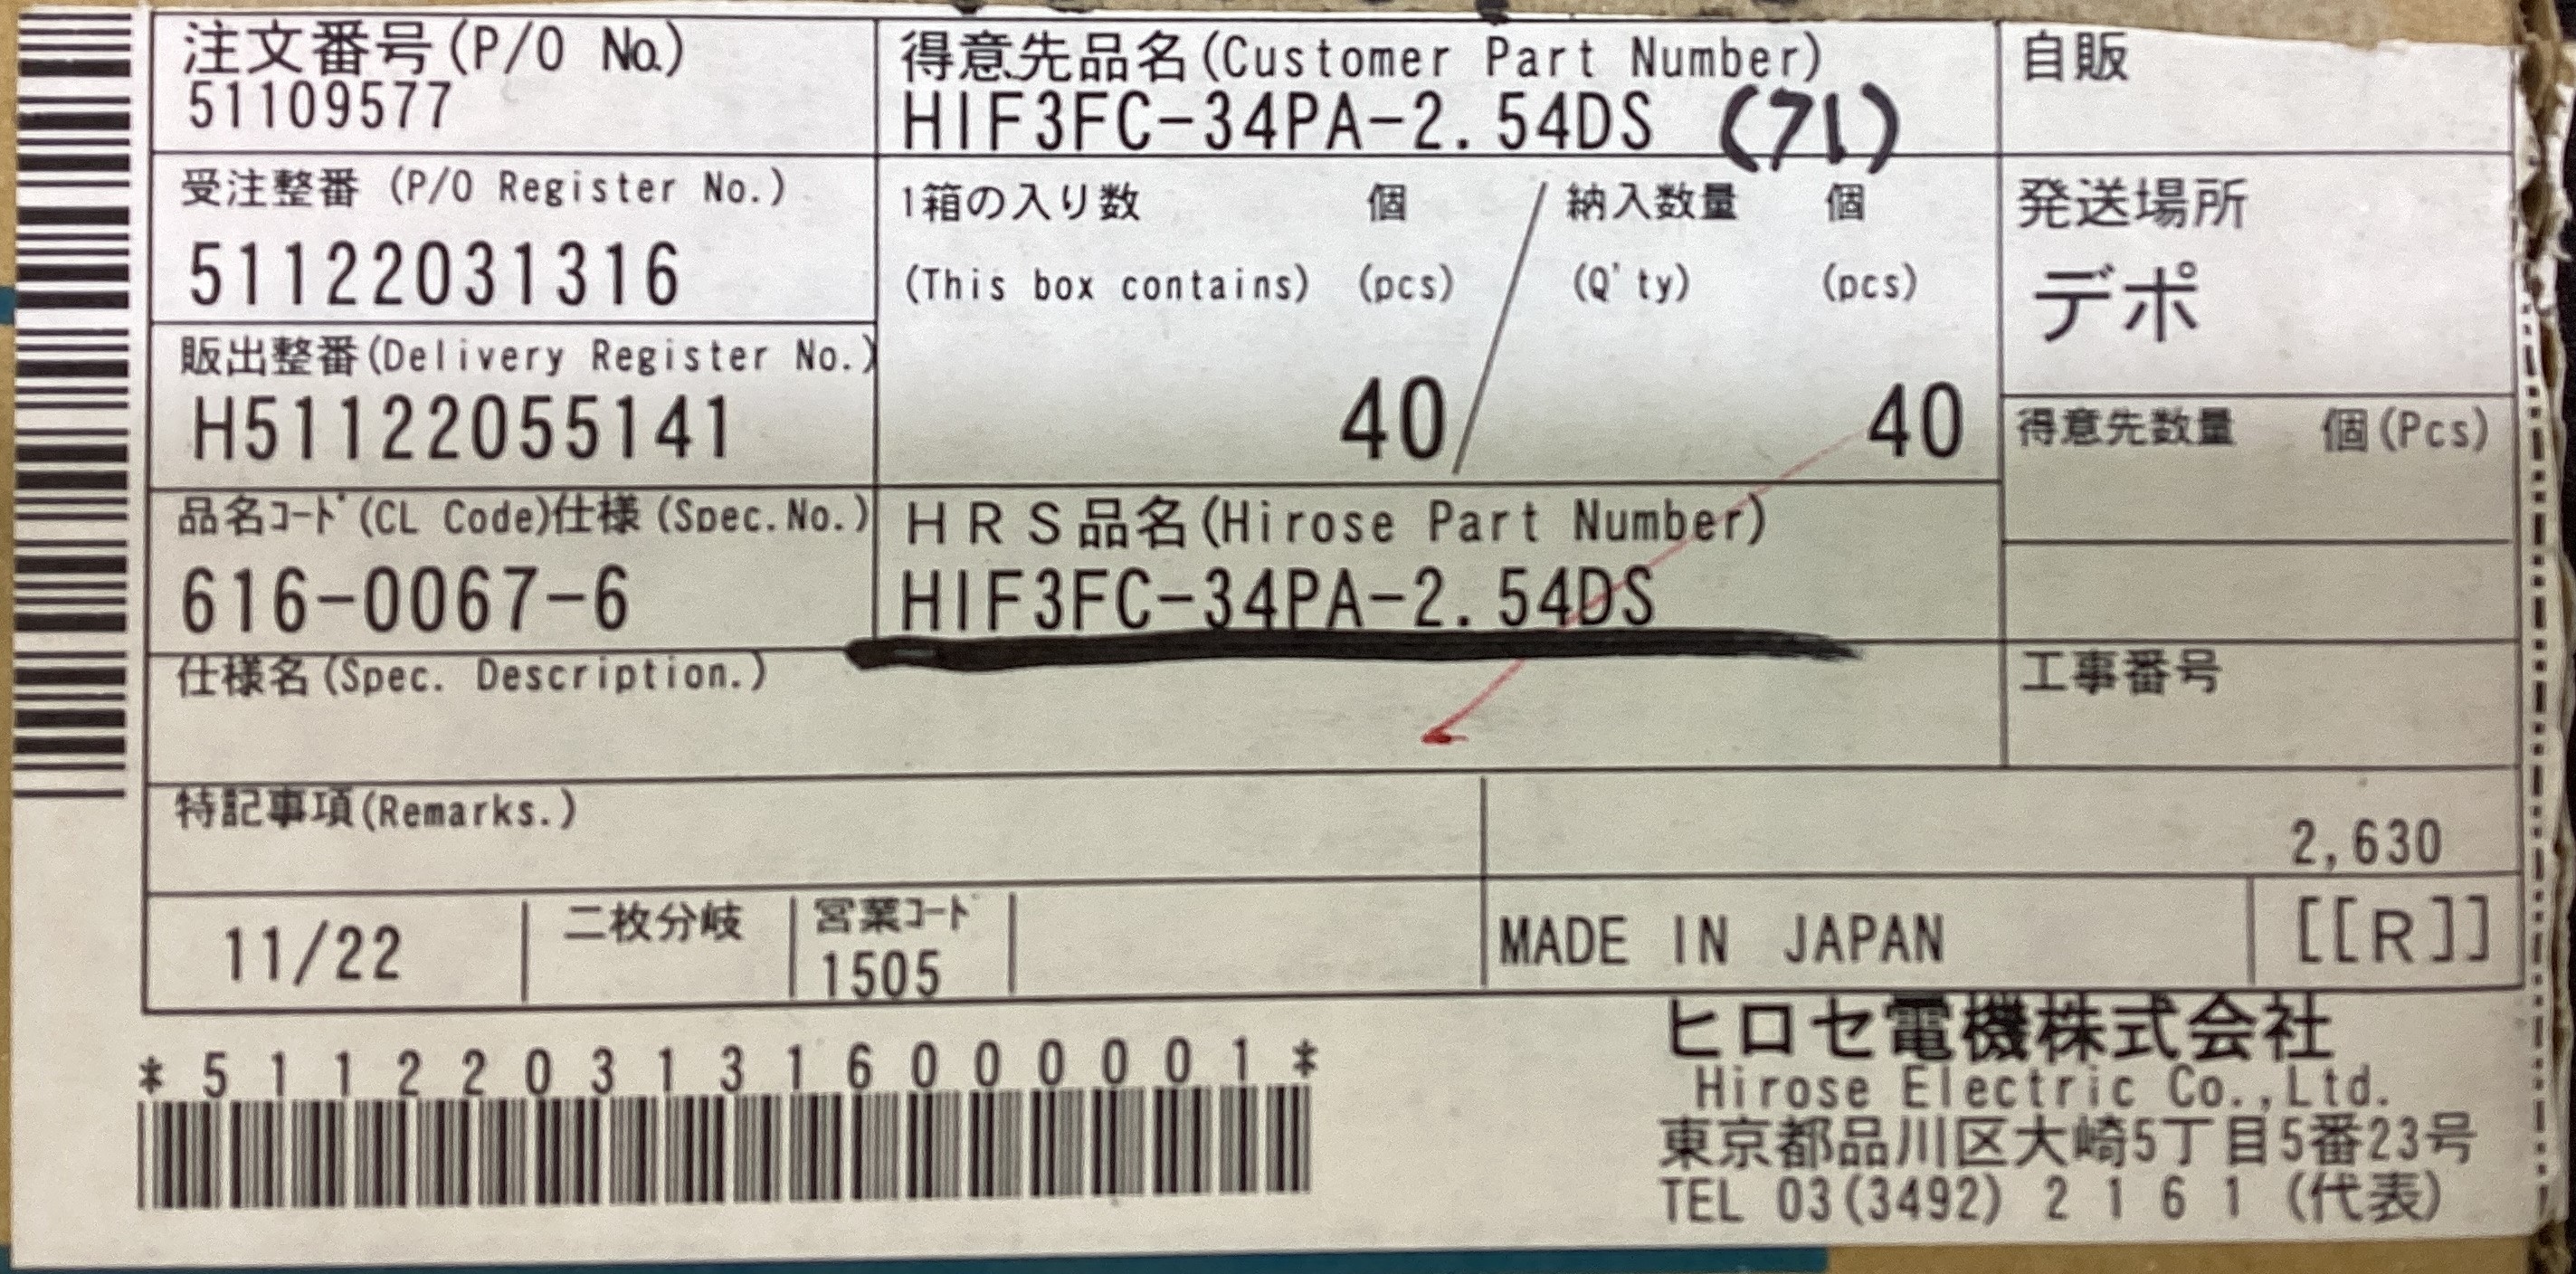 注文番号(P/O No.)
51109577
得意先品名(Customer Part Number)
HIF3FC-34PA-2.54DS (71)
自販
受注整番 (P/O Register No.)
51122031316
1箱の入り数 個 / 納入数量 個
(This box contains) (pcs) (Q'ty) (pcs)
40 / 40
発送場所
デポ
販出整番(Delivery Register No.)
H51122055141
得意先数量 個(Pcs)
品名コード(CL Code)仕様(Spec.No.)
616-0067-6
HRS品名(Hirose Part Number)
HIF3FC-34PA-2.54DS
仕様名(Spec. Description.)
工事番号
特記事項(Remarks.)
2,630
11/22
二枚分岐
営業コード
1505
MADE IN JAPAN
[[R]]
*5112203131600001*
ヒロセ電機株式会社
Hirose Electric Co.,Ltd.
東京都品川区大崎5丁目5番23号
TEL 03(3492)2161(代表)